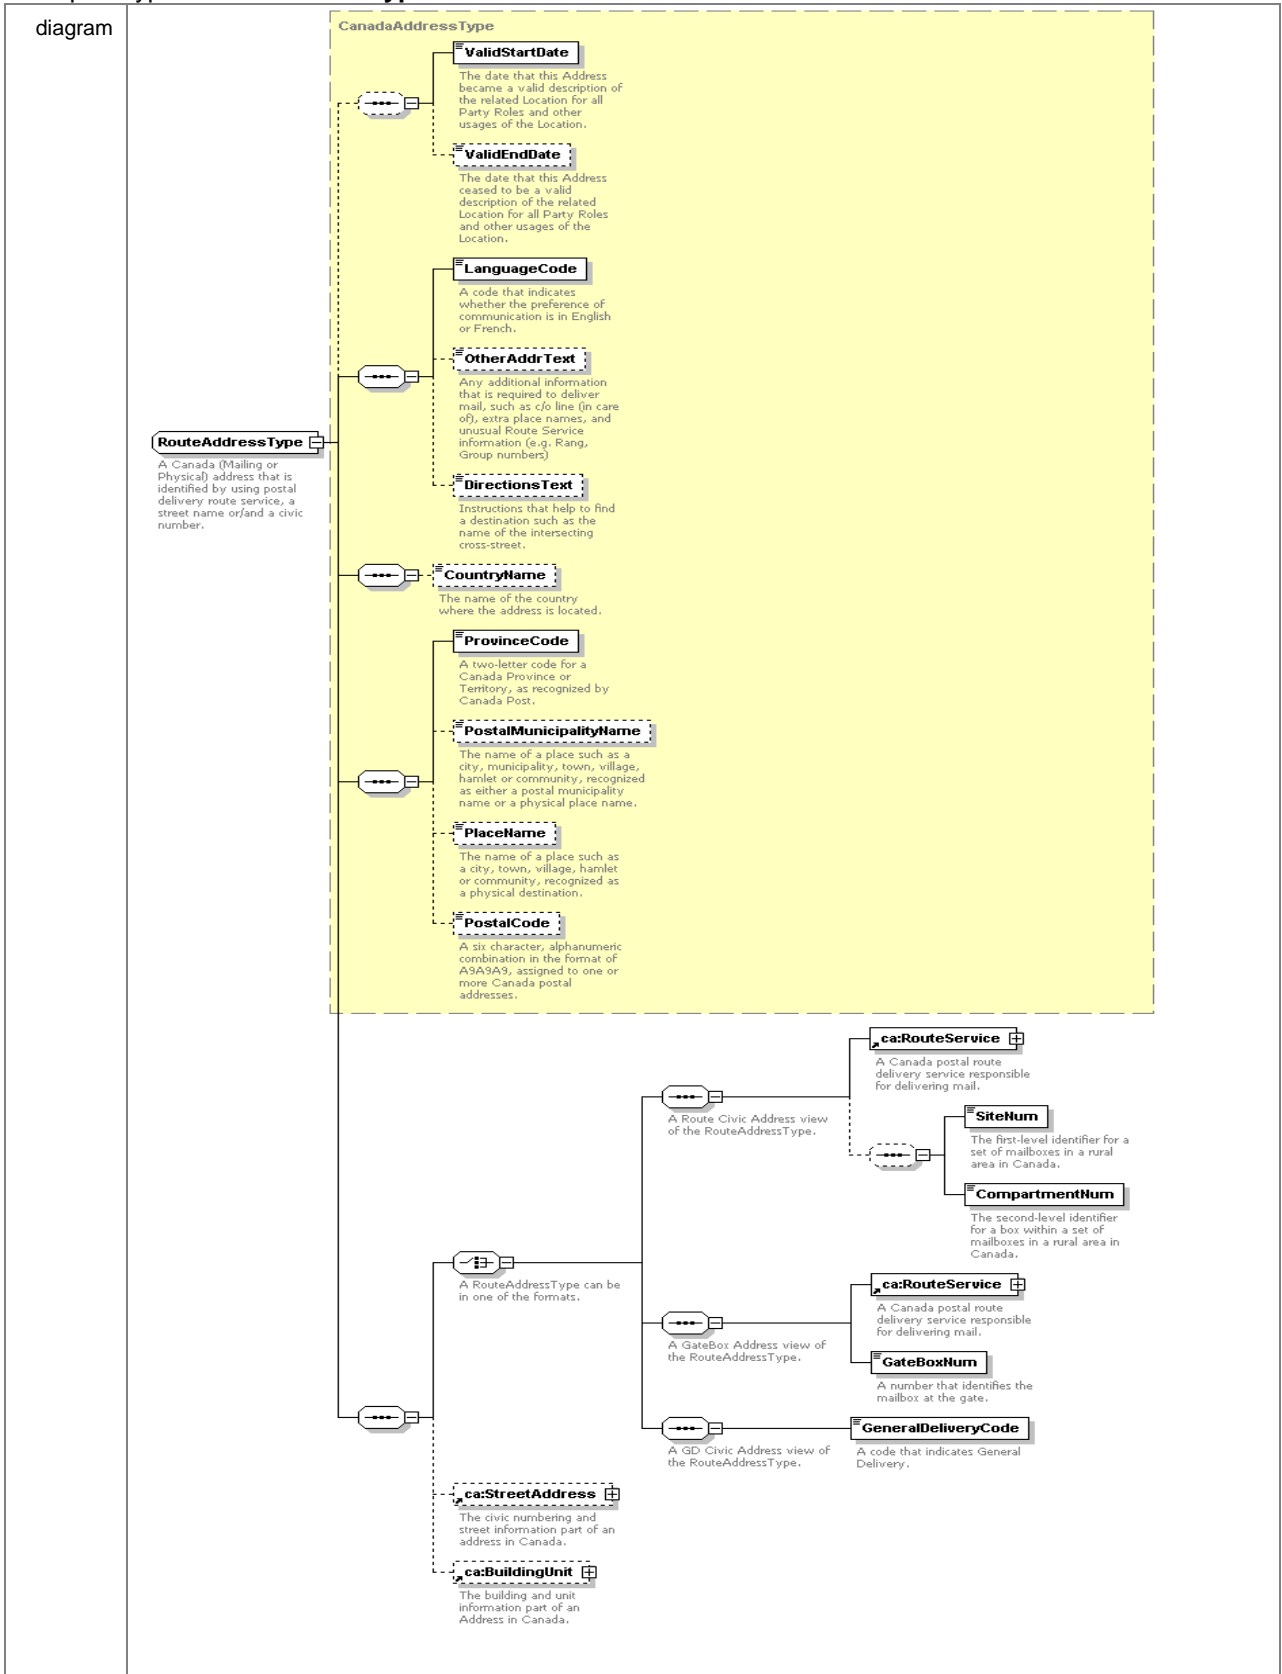 diagram
CanadaAddressType
ValidStartDate
The date that this Address
became a valid description of
the related Location for all
Party Roles and other
usages of the Location.
ValidEndDate
The date that this Address
ceased to be a valid
description of the related
Location for all Party Roles
and other usages of the
Location.
LanguageCode
A code that indicates
whether the preference of
communication is in English
or French.
OtherAddrText
Any additional information
that is required to deliver
mail, such as c/o line (in care
of), extra place names, and
unusual Route Service
information (e.g. Rang,
Group numbers)
DirectionsText
Instructions that help to find
a destination such as the
name of the intersecting
cross-street.
RouteAddressType
A Canada (Mailing or
Physical) address that is
identified by using postal
delivery route service, a
street name or/and a civic
number.
CountryName
The name of the country
where the address is located.
ProvinceCode
A two-letter code for a
Canada Province or
Territory, as recognized by
Canada Post.
PostalMunicipalityName
The name of a place such as a
city, municipality, town, village,
hamlet or community, recognized
as either a postal municipality
name or a physical place name.
PlaceName
The name of a place such as
a city, town, village, hamlet
or community, recognized as
a physical destination.
PostalCode
A six character, alphanumeric
combination in the format of
A9A9A9, assigned to one or
more Canada postal
addresses.
ca:RouteService
A Canada postal route
delivery service responsible
for delivering mail.
A Route Civic Address view
of the RouteAddressType.
SiteNum
The first-level identifier for a
set of mailboxes in a rural
area in Canada.
CompartmentNum
The second-level identifier
for a box within a set of
mailboxes in a rural area in
Canada.
A RouteAddressType can be
in one of the formats.
ca:RouteService
A Canada postal route
delivery service responsible
for delivering mail.
A GateBox Address view of
the RouteAddressType.
GateBoxNum
A number that identifies the
mailbox at the gate.
GeneralDeliveryCode
A code that indicates General
Delivery.
A GD Civic Address view of
the RouteAddressType.
ca:StreetAddress
The civic numbering and
street information part of an
address in Canada.
ca:BuildingUnit
The building and unit
information part of an
Address in Canada.